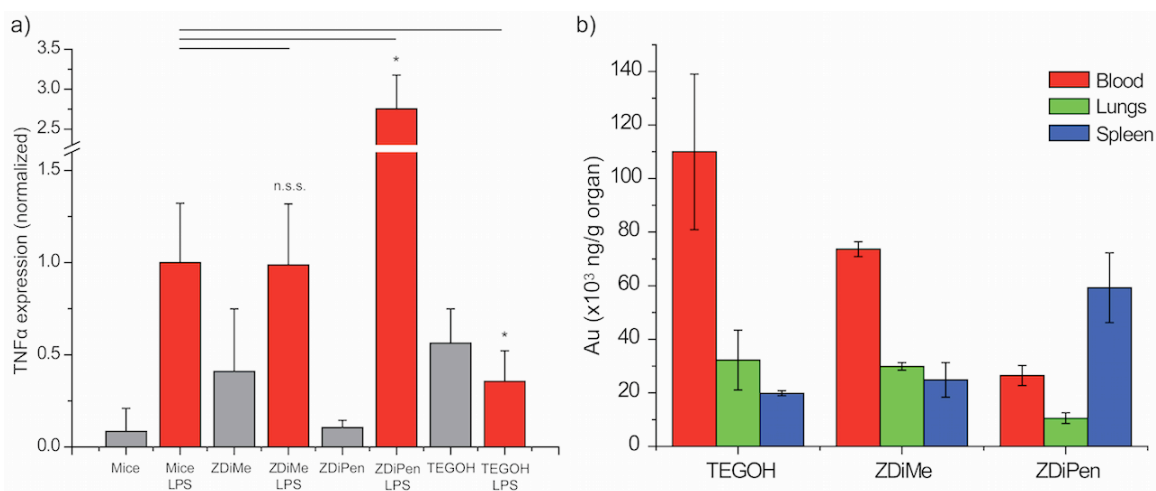 a)
TNFα expression (normalized)
3.5
3.0
2.5
1.5
1.0
0.5
0.0
*
n.s.s.
*
Mice
Mice
LPS
ZDiMe
ZDiMe
LPS
ZDiPen
ZDiPen
LPS
TEGOH
TEGOH
LPS
b)
Au (x10³ ng/g organ)
140
120
100
80
60
40
20
0
Blood
Lungs
Spleen
TEGOH
ZDiMe
ZDiPen